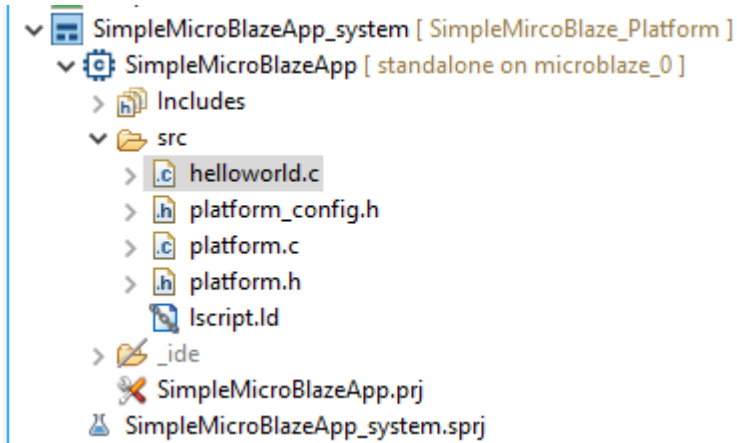 SimpleMicroBlazeApp_system [ SimpleMircoBlaze_Platform ]
SimpleMicroBlazeApp [ standalone on microblaze_0 ]
Includes
src
helloworld.c
platform_config.h
platform.c
platform.h
lscript.ld
_ide
SimpleMicroBlazeApp.prj
SimpleMicroBlazeApp_system.sprj